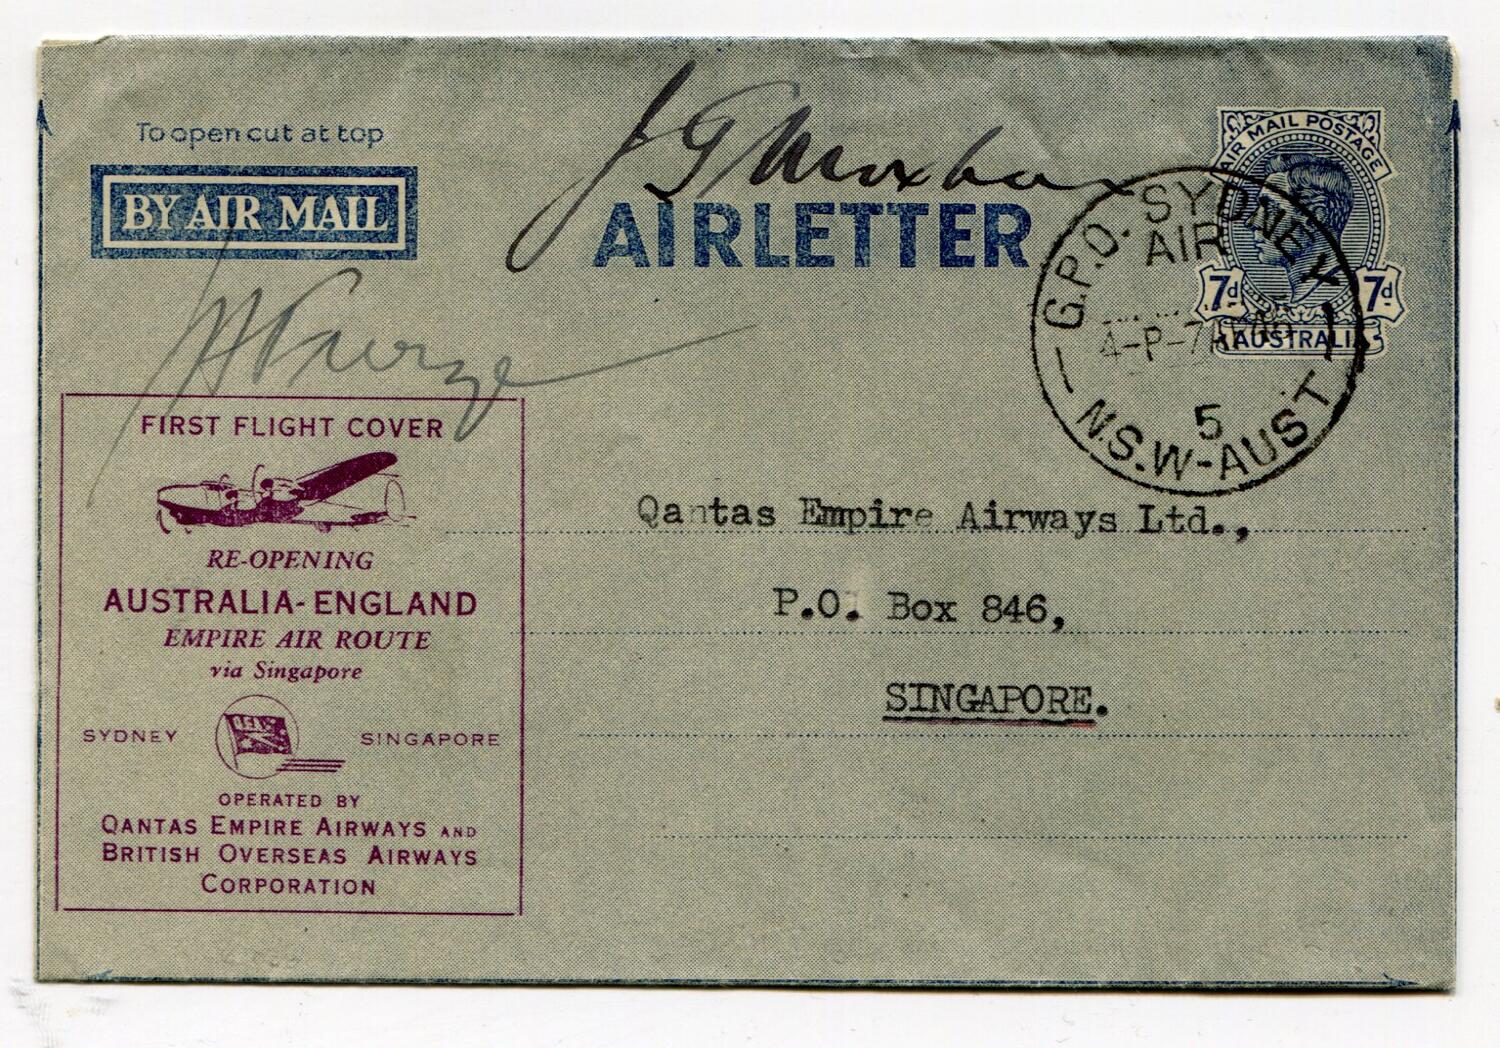 To open cut at top
BY AIR MAIL
AIRLETTER
AIR MAIL POSTAGE
7d 7d
AUSTRALIA
G.P.O. SYDNEY
AIR
4-P-7
5
N.S.W-AUST
FIRST FLIGHT COVER
RE-OPENING
AUSTRALIA-ENGLAND
EMPIRE AIR ROUTE
via Singapore
SYDNEY SINGAPORE
OPERATED BY
QANTAS EMPIRE AIRWAYS AND
BRITISH OVERSEAS AIRWAYS
CORPORATION
Qantas Empire Airways Ltd.,
P.O. Box 846,
SINGAPORE.